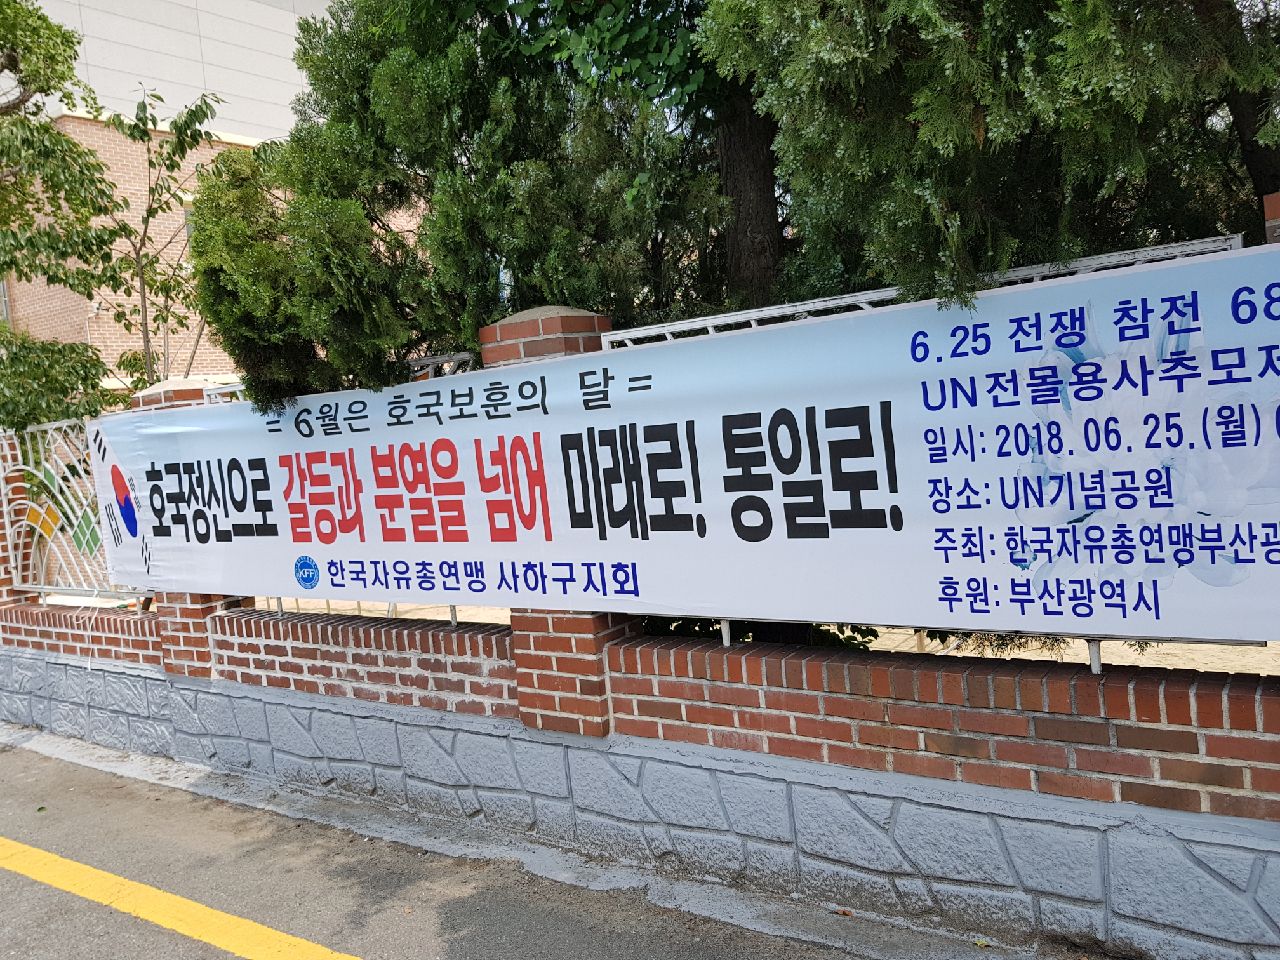 = 6월은 호국보훈의 달 =
호국정신으로 갈등과 분열을 넘어 미래로! 통일로!
KFF 한국자유총연맹 사하구지회
6.25 전쟁 참전 68
UN전몰용사추모
일시: 2018. 06. 25. (월)
장소: UN기념공원
주최: 한국자유총연맹부산광
후원: 부산광역시